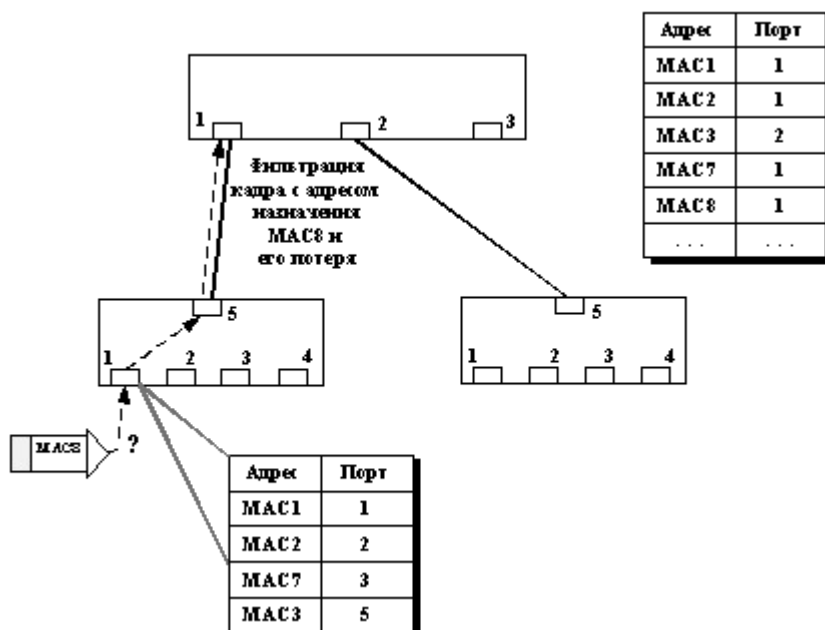 Адрес Порт
MAC1 1
MAC2 1
MAC3 2
MAC7 1
MAC8 1
. . . . . .
1 2 3
Фильтрация
кадра с адресом
назначения
MAC8 и
его потеря
5
1 2 3 4
5
1 2 3 4
MAC8 ?
Адрес Порт
MAC1 1
MAC2 2
MAC7 3
MAC3 5